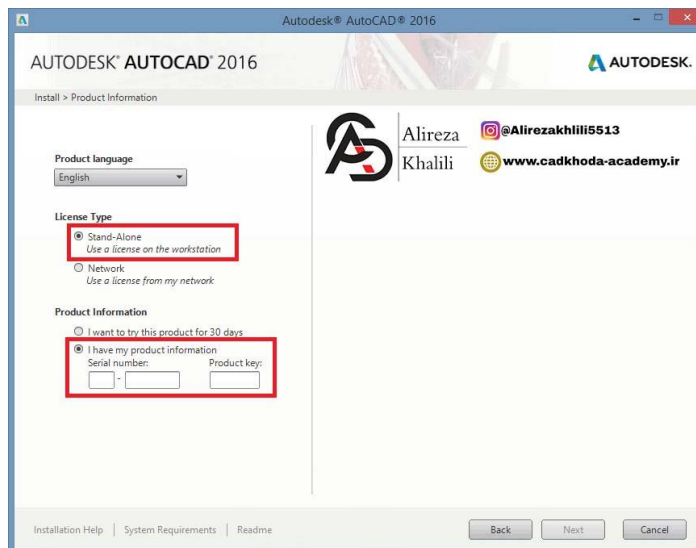 Autodesk® AutoCAD® 2016
AUTODESK® AUTOCAD® 2016
AUTODESK.
Install > Product Information
Alireza
Khalili
@Alirezakhlili5513
www.cadkhoda-academy.ir
Product language
English
License Type
Stand-Alone
Use a license on the workstation
Network
Use a license from my network
Product Information
I want to try this product for 30 days
I have my product information
Serial number: Product key:
-
Installation Help | System Requirements | Readme
Back Next Cancel